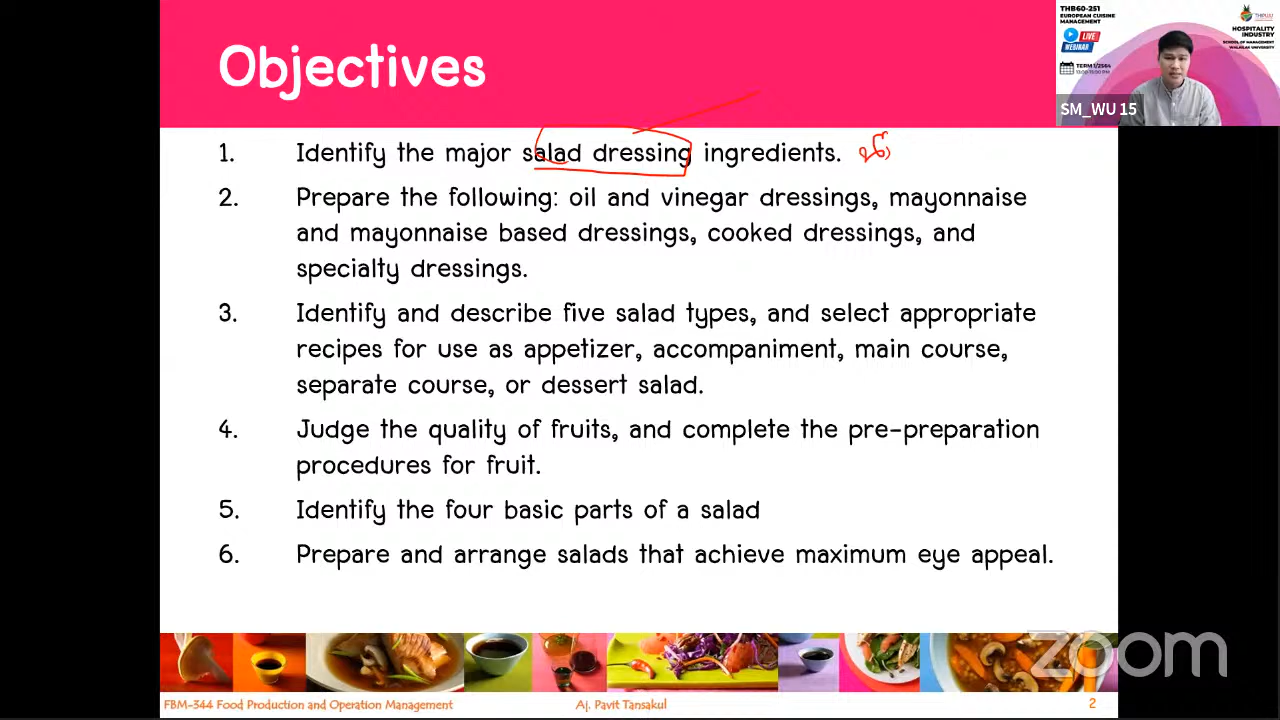 Objectives
1. Identify the major salad dressing ingredients.
2. Prepare the following: oil and vinegar dressings, mayonnaise
and mayonnaise based dressings, cooked dressings, and
specialty dressings.
3. Identify and describe five salad types, and select appropriate
recipes for use as appetizer, accompaniment, main course,
separate course, or dessert salad.
4. Judge the quality of fruits, and complete the pre-preparation
procedures for fruit.
5. Identify the four basic parts of a salad
6. Prepare and arrange salads that achieve maximum eye appeal.
FBM-344 Food Production and Operation Management
Aj. Pavit Tansakul
2
THB60-251
EUROPEAN CUISINE
MANAGEMENT
LIVE
WEBINAR
TERM 1/2564
HOSPITALITY
INDUSTRY
SCHOOL OF MANAGEMENT
WALAILAK UNIVERSITY
SM_WU 15
zoom